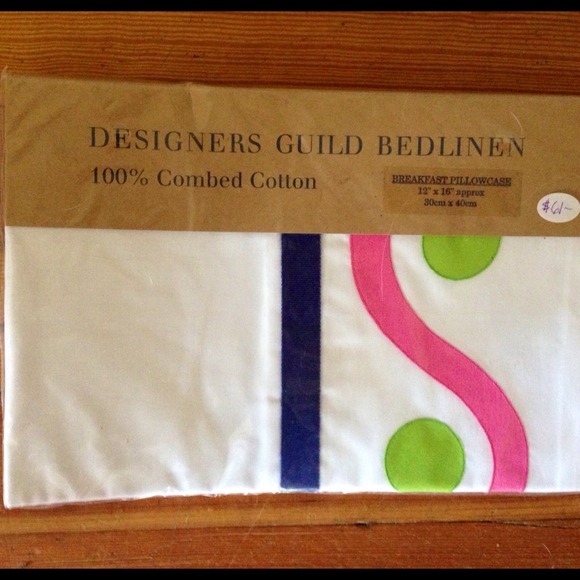 DESIGNERS GUILD BEDLINEN
100% Combed Cotton
BREAKFAST PILLOWCASE
12" x 16" approx
30cm x 40cm
$61-